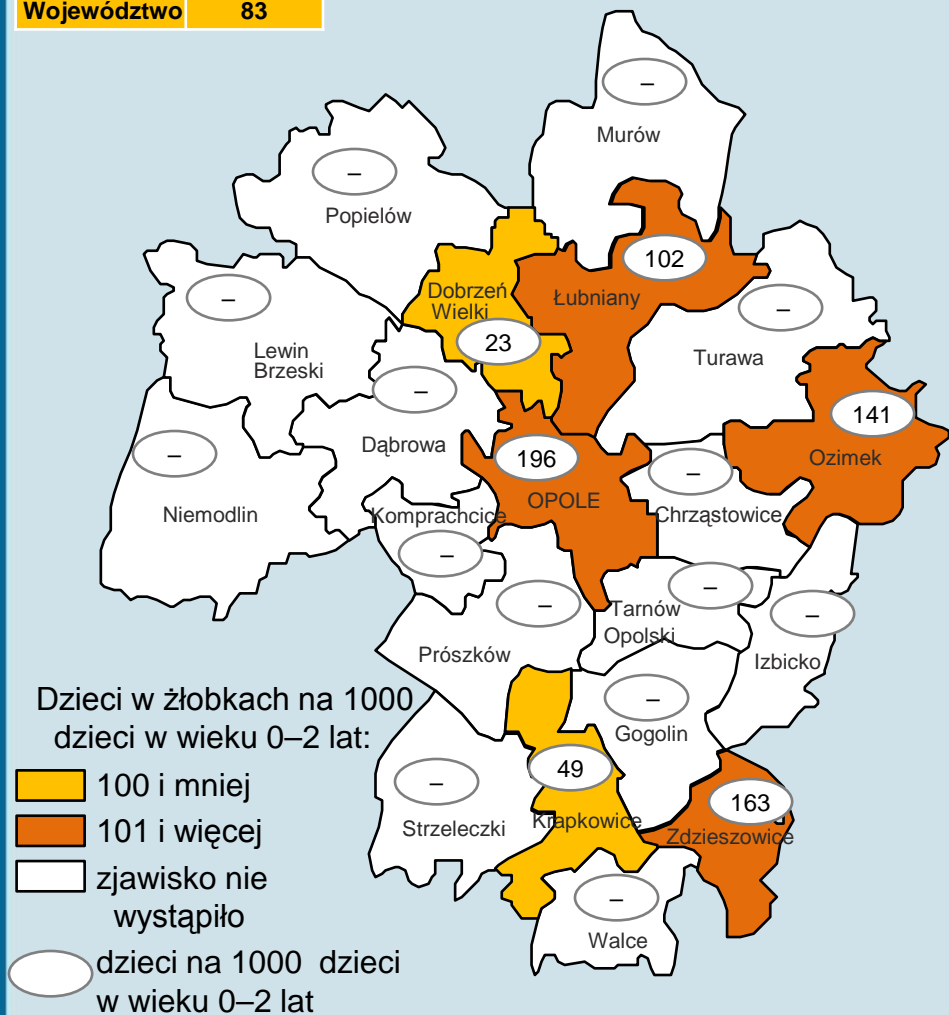 Województwo 83
–
Murów
–
Popielów
102
Łubniany
Dobrzeń
Wielki
23
–
Lewin
Brzeski
–
Turawa
–
Dąbrowa
141
Ozimek
–
Niemodlin
196
OPOLE
–
Chrząstowice
Komprachcice
–
–
Prószków
–
Tarnów
Opolski
–
Izbicko
–
Gogolin
Dzieci w żłobkach na 1000
dzieci w wieku 0–2 lat:
100 i mniej
101 i więcej
zjawisko nie
wystąpiło
dzieci na 1000 dzieci
w wieku 0–2 lat
–
Strzeleczki
49
Krapkowice
163
Zdzieszowice
–
Walce